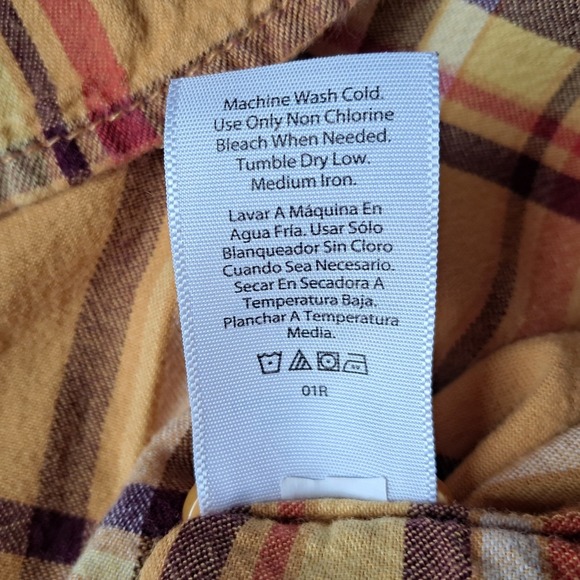 Machine Wash Cold.
Use Only Non Chlorine
Bleach When Needed.
Tumble Dry Low.
Medium Iron.
Lavar A Máquina En
Agua Fría. Usar Sólo
Blanqueador Sin Cloro
Cuando Sea Necesario.
Secar En Secadora A
Temperatura Baja.
Planchar A Temperatura
Media.
01R